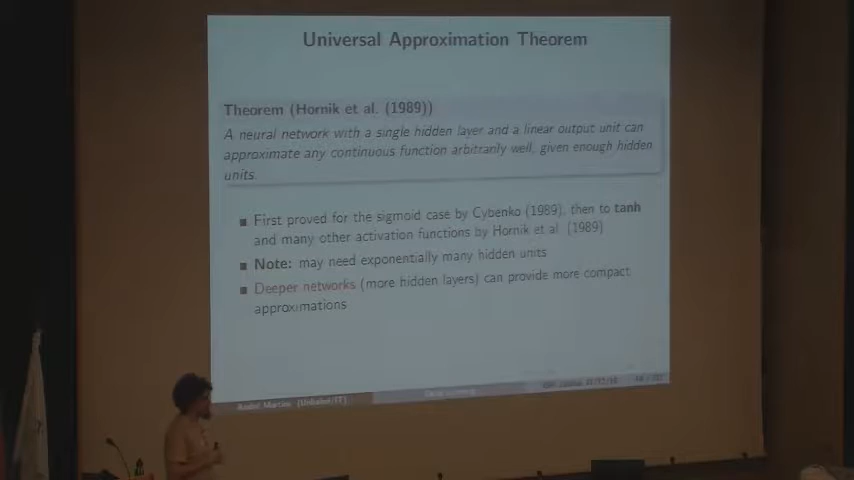 Universal Approximation Theorem
Theorem (Hornik et al. (1989))
A neural network with a single hidden layer and a linear output unit can
approximate any continuous function arbitrarily well, given enough hidden
units.
First proved for the sigmoid case by Cybenko (1989), then to tanh
and many other activation functions by Hornik et al. (1989)
Note: may need exponentially many hidden units
Deeper networks (more hidden layers) can provide more compact
approximations
André Martins (Unbabel/IT)